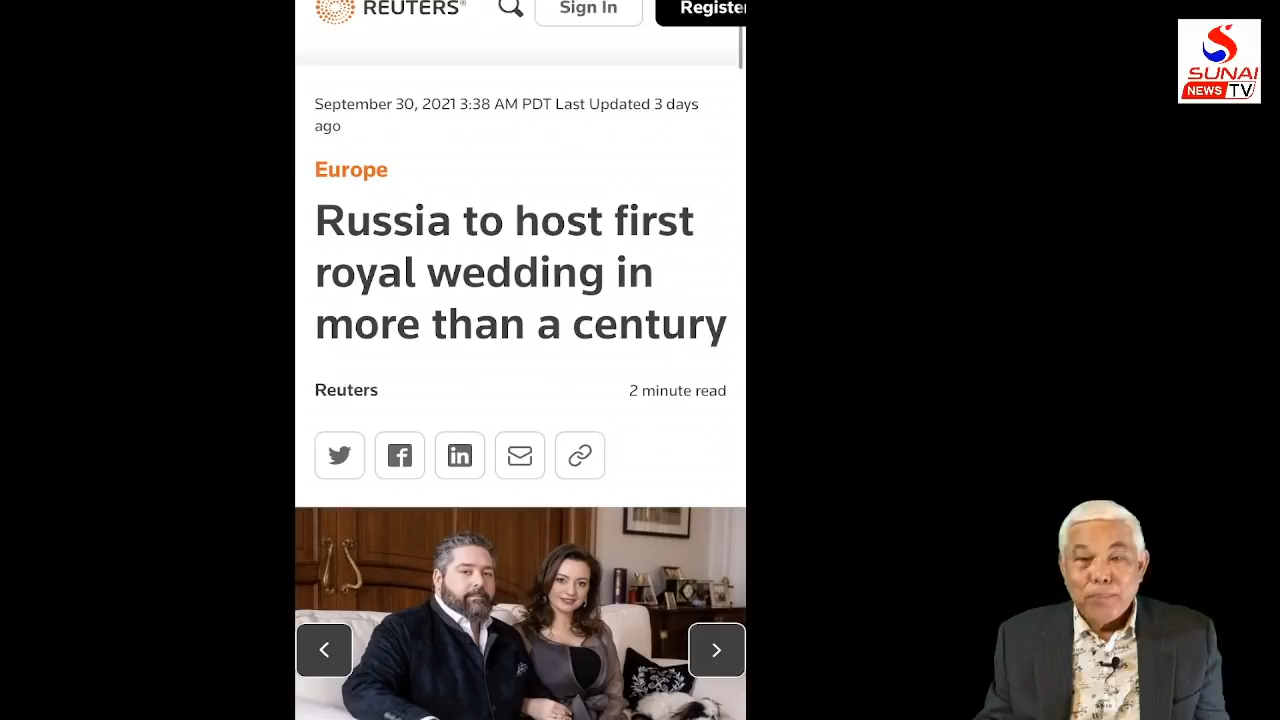 REUTERS®
Sign In
Register
September 30, 2021 3:38 AM PDT Last Updated 3 days
ago
Europe
Russia to host first
royal wedding in
more than a century
Reuters
2 minute read
SUNAI
NEWS TV